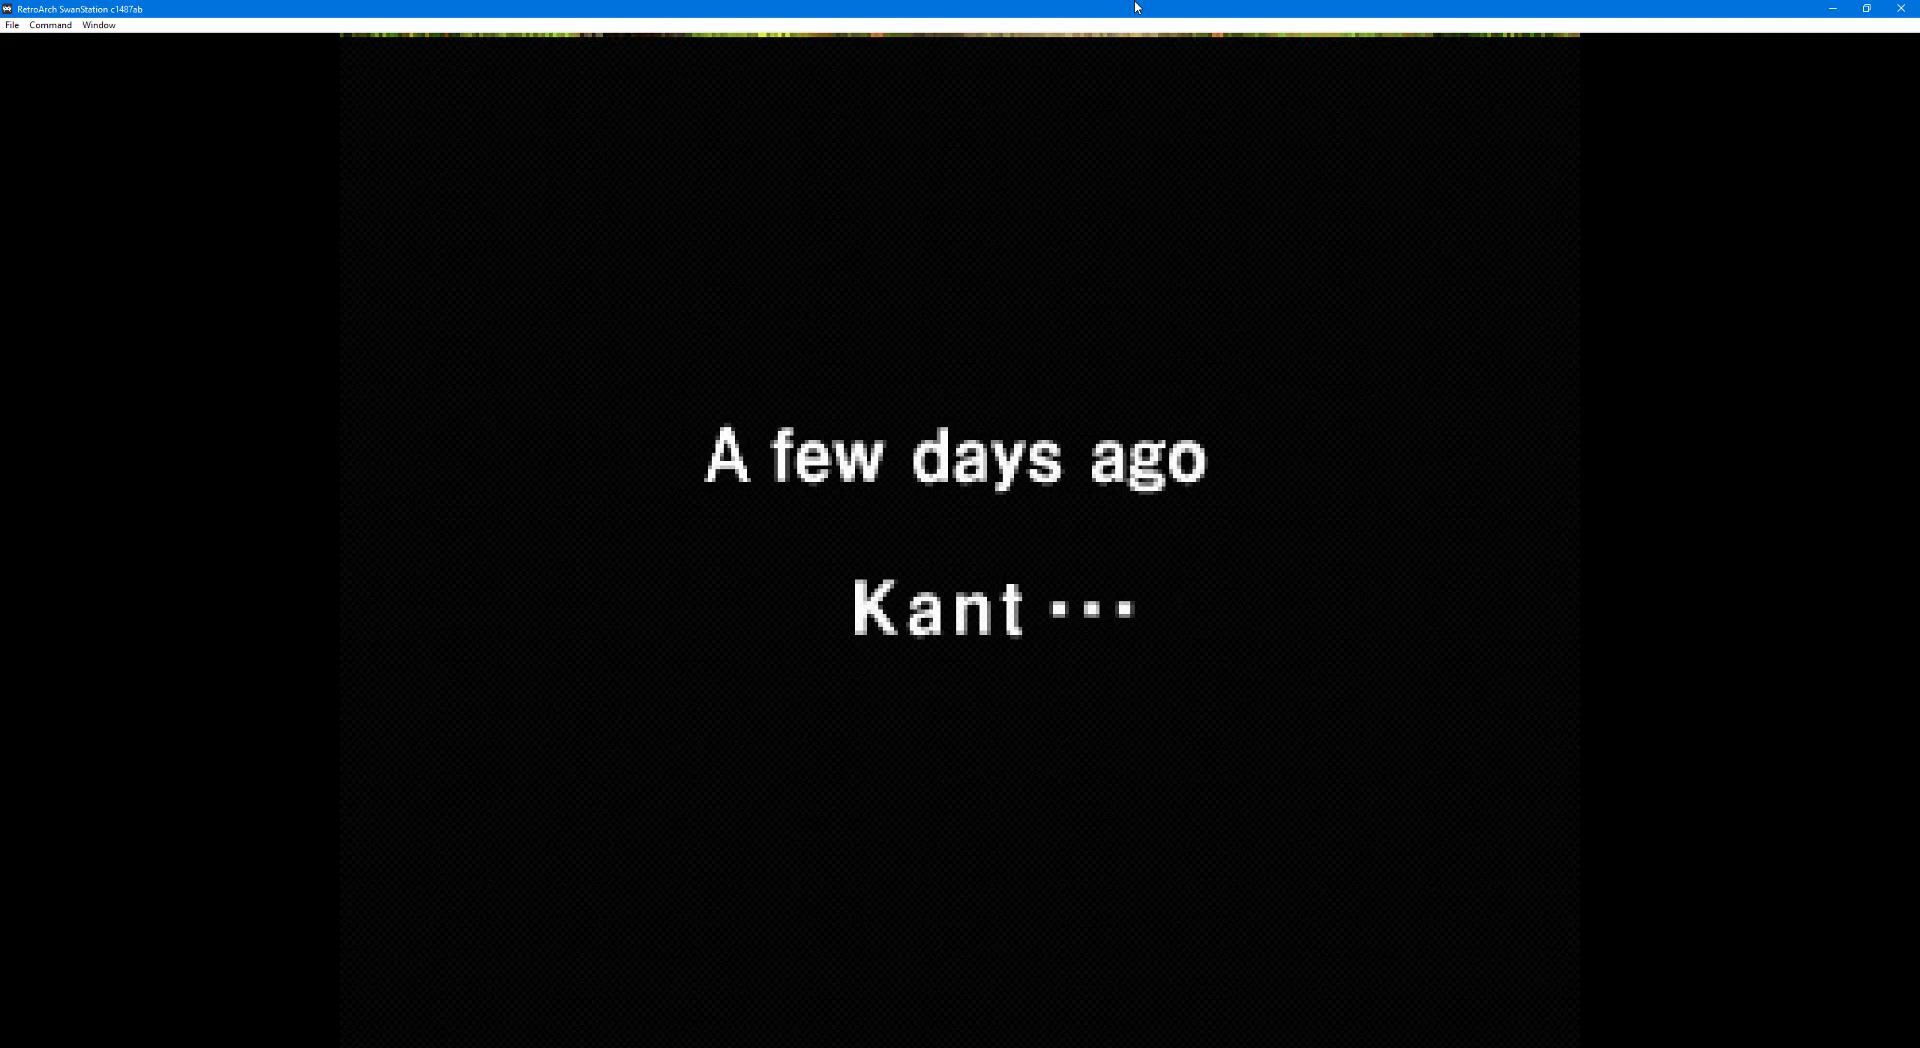 RetroArch SwanStation c1487ab
File Command Window
A few days ago
Kant ···